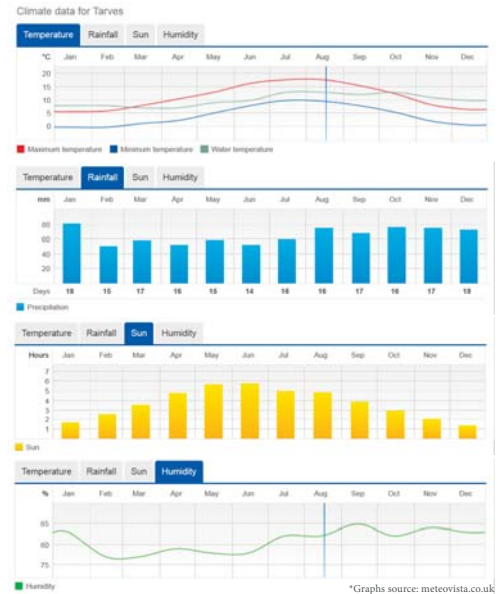 Climate data for Tarves
Temperature Rainfall Sun Humidity
°C Jan Feb Mar Apr May Jun Jul Aug Sep Oct Nov Dec
20
15
10
5
0
Maximum temperature Minimum temperature Water temperature
Temperature Rainfall Sun Humidity
mm Jan Feb Mar Apr May Jun Jul Aug Sep Oct Nov Dec
80
60
40
20
Days 18 15 17 16 15 14 16 16 17 16 17 18
Precipitation
Temperature Rainfall Sun Humidity
Hours Jan Feb Mar Apr May Jun Jul Aug Sep Oct Nov Dec
7
6
5
4
3
2
1
Sun
Temperature Rainfall Sun Humidity
% Jan Feb Mar Apr May Jun Jul Aug Sep Oct Nov Dec
85
80
75
Humidity
*Graphs source: meteovista.co.uk